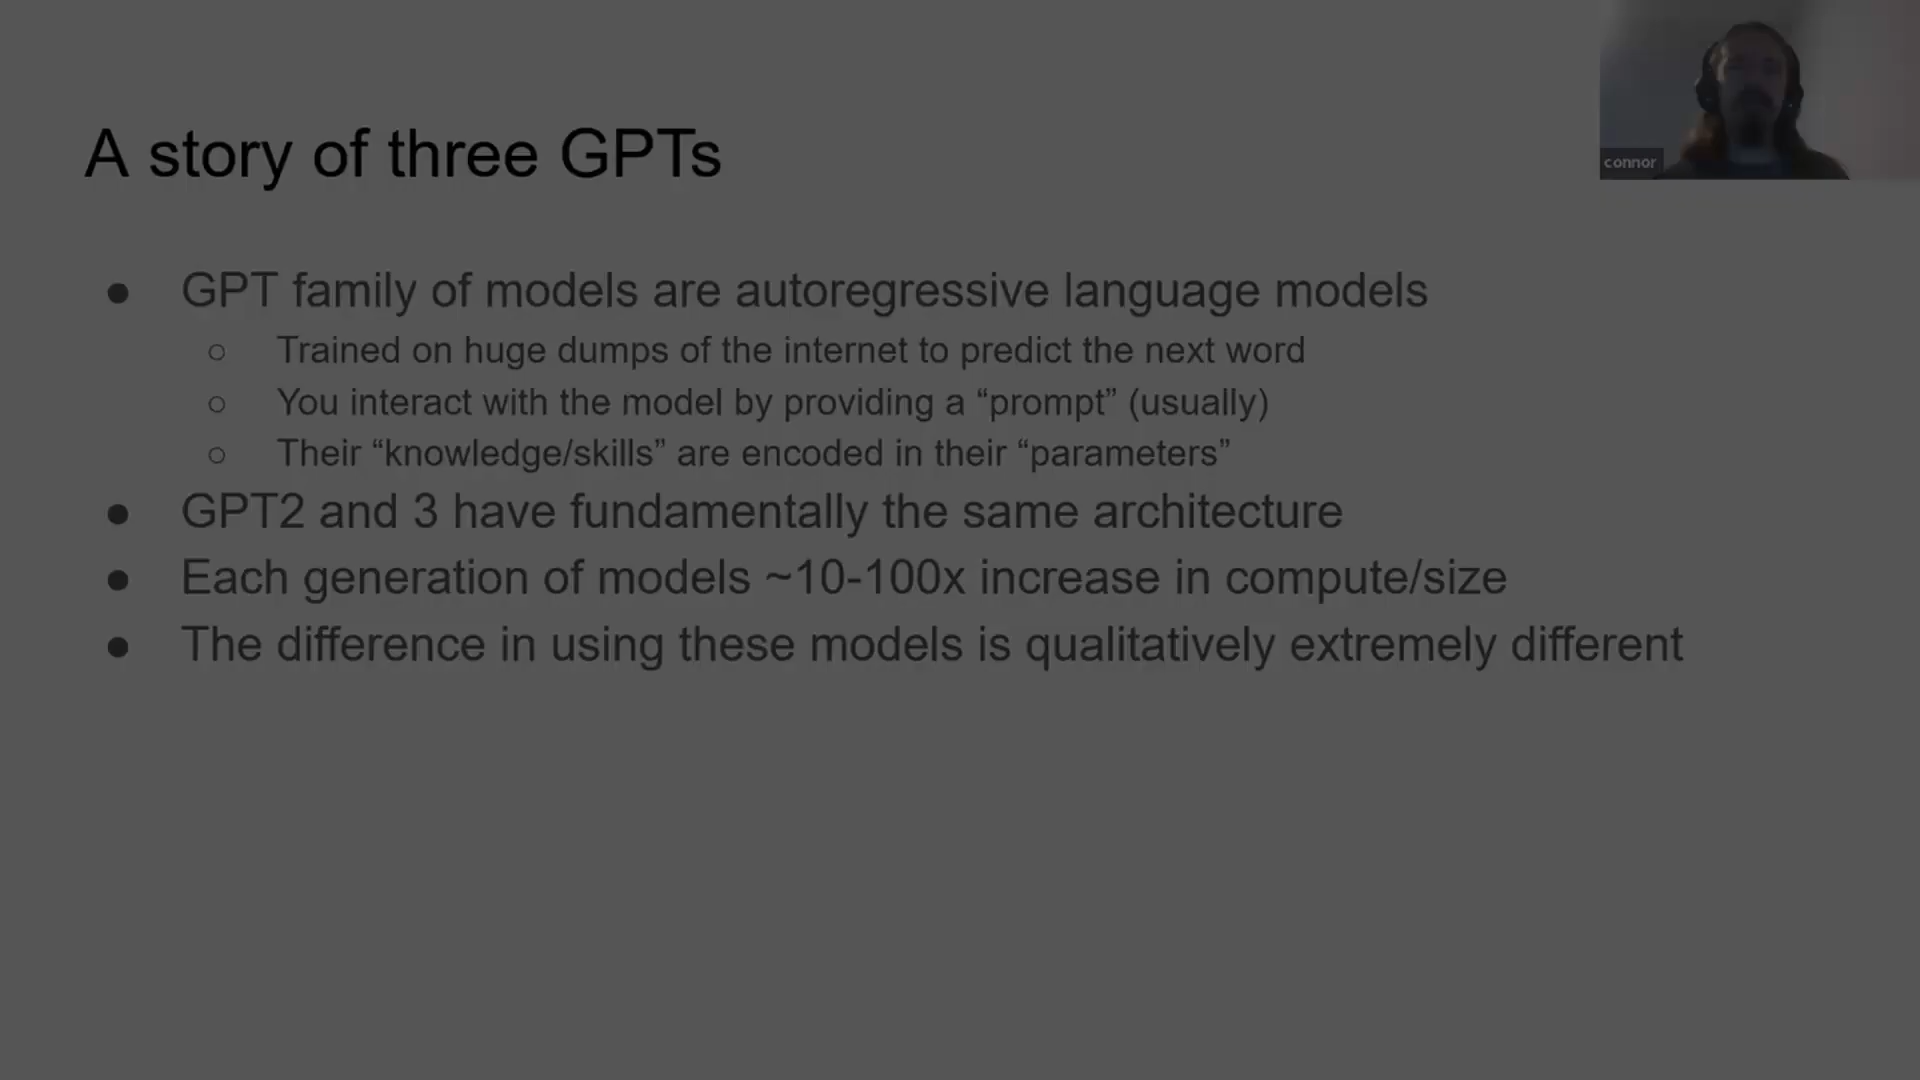 connor
A story of three GPTs
● GPT family of models are autoregressive language models
○ Trained on huge dumps of the internet to predict the next word
○ You interact with the model by providing a “prompt” (usually)
○ Their “knowledge/skills” are encoded in their “parameters”
● GPT2 and 3 have fundamentally the same architecture
● Each generation of models ~10-100x increase in compute/size
● The difference in using these models is qualitatively extremely different